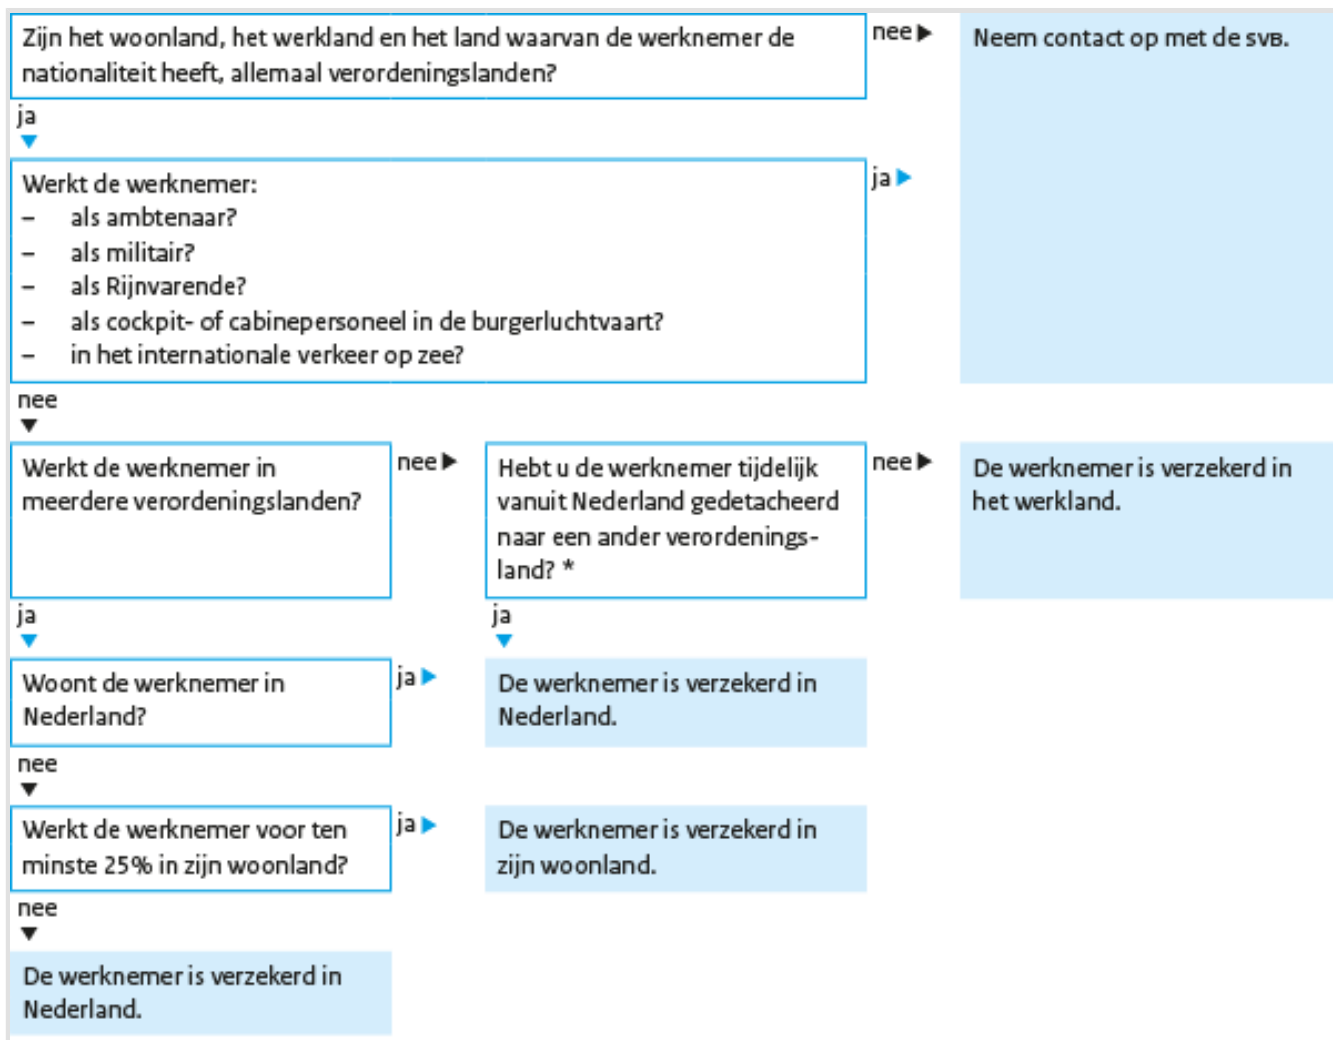 Zijn het woonland, het werkland en het land waarvan de werknemer de
nationaliteit heeft, allemaal verordeningslanden?
nee
Neem contact op met de SVB.
ja
Werkt de werknemer:
– als ambtenaar?
– als militair?
– als Rijnvarende?
– als cockpit- of cabinepersoneel in de burgerluchtvaart?
– in het internationale verkeer op zee?
ja
nee
Werkt de werknemer in
meerdere verordeningslanden?
nee
Hebt u de werknemer tijdelijk
vanuit Nederland gedetacheerd
naar een ander verordenings-
land? *
nee
De werknemer is verzekerd in
het werkland.
ja
ja
Woont de werknemer in
Nederland?
ja
De werknemer is verzekerd in
Nederland.
nee
Werkt de werknemer voor ten
minste 25% in zijn woonland?
ja
De werknemer is verzekerd in
zijn woonland.
nee
De werknemer is verzekerd in
Nederland.